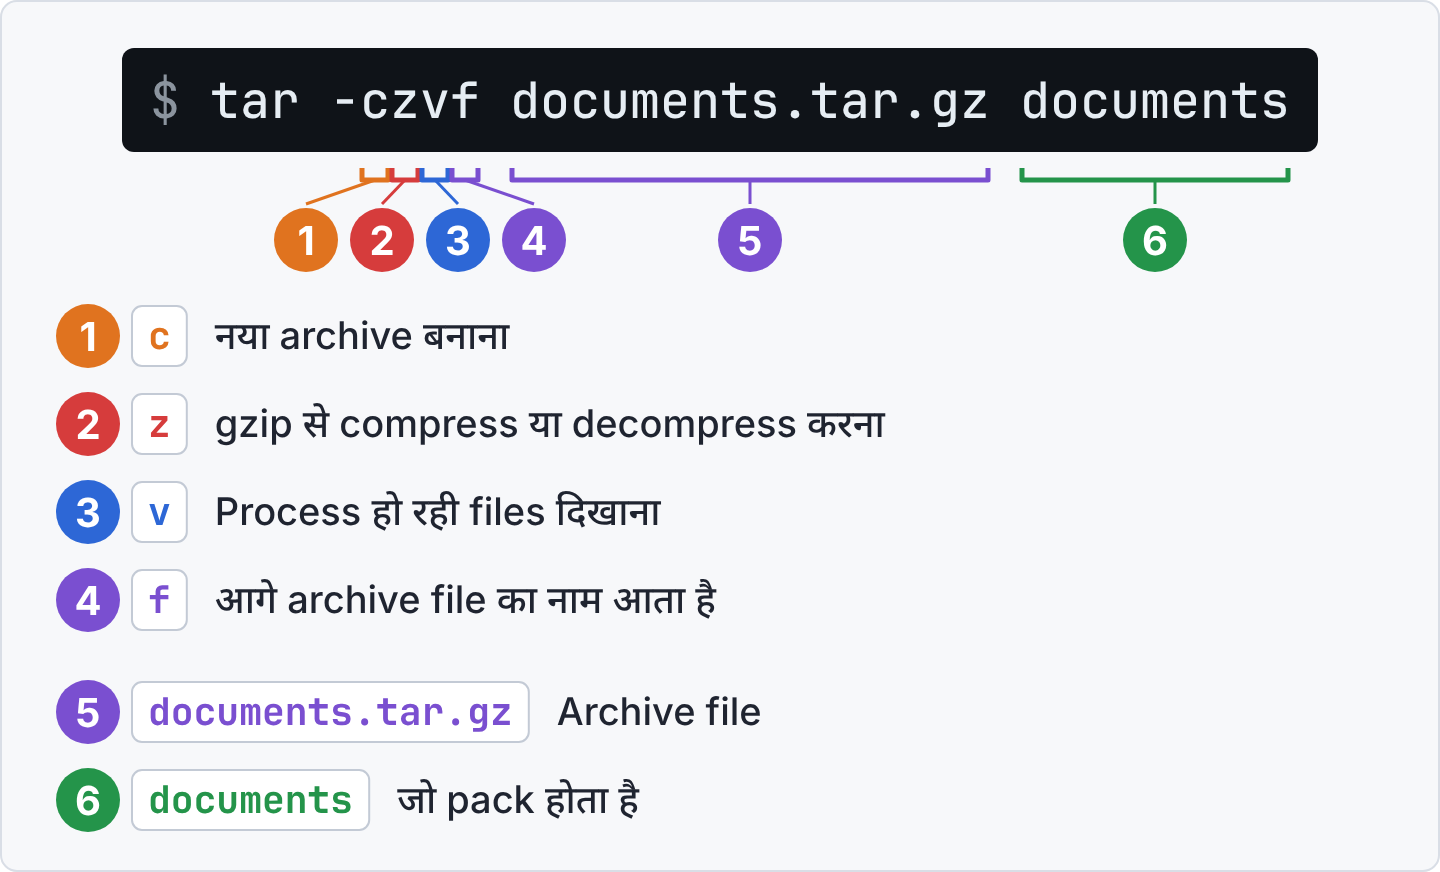 $ tar -czvf documents.tar.gz documents
1 2 3 4 5 6
1 c नया archive बनाना
2 z gzip से compress या decompress करना
3 v Process हो रही files दिखाना
4 f आगे archive file का नाम आता है
5 documents.tar.gz Archive file
6 documents जो pack होता है